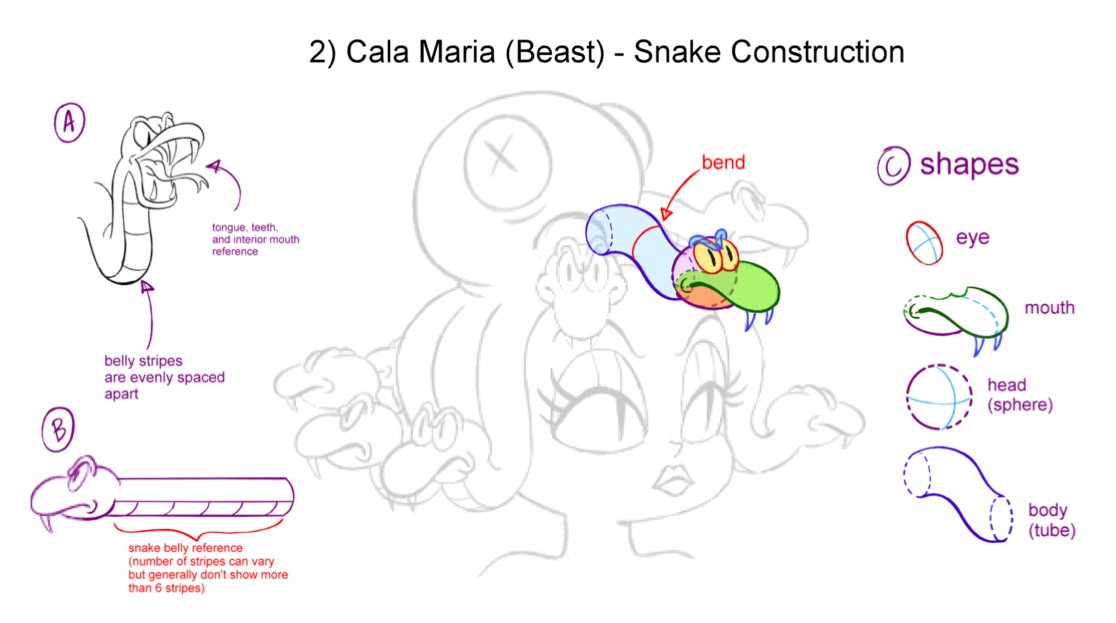 2) Cala Maria (Beast) - Snake Construction
A
tongue, teeth,
and interior mouth
reference
belly stripes
are evenly spaced
apart
B
snake belly reference
(number of stripes can vary
but generally don't show more
than 6 stripes)
bend
C shapes
eye
mouth
head
(sphere)
body
(tube)